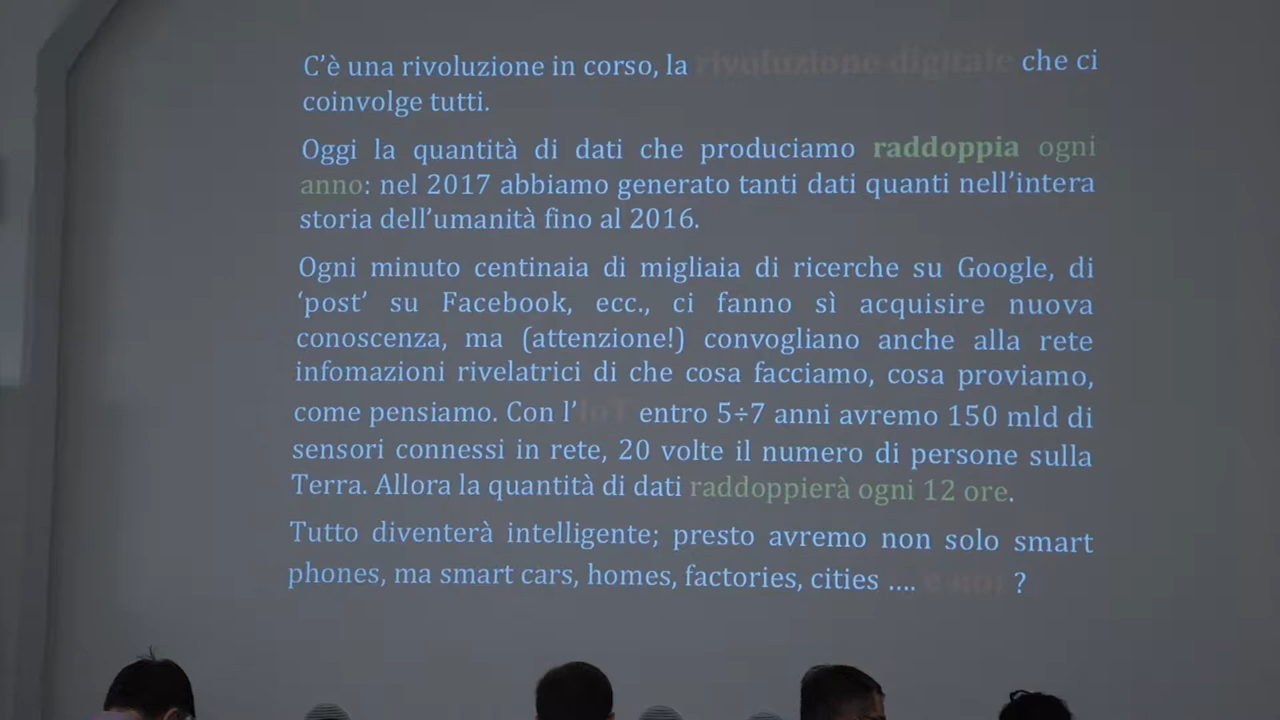 C'è una rivoluzione in corso, la rivoluzione digitale che ci
coinvolge tutti.
Oggi la quantità di dati che produciamo raddoppia ogni
anno: nel 2017 abbiamo generato tanti dati quanti nell'intera
storia dell'umanità fino al 2016.
Ogni minuto centinaia di migliaia di ricerche su Google, di
'post' su Facebook, ecc., ci fanno sì acquisire nuova
conoscenza, ma (attenzione!) convogliano anche alla rete
infomazioni rivelatrici di che cosa facciamo, cosa proviamo,
come pensiamo. Con l'IoT entro 5÷7 anni avremo 150 mld di
sensori connessi in rete, 20 volte il numero di persone sulla
Terra. Allora la quantità di dati raddoppierà ogni 12 ore.
Tutto diventerà intelligente; presto avremo non solo smart
phones, ma smart cars, homes, factories, cities .... ?